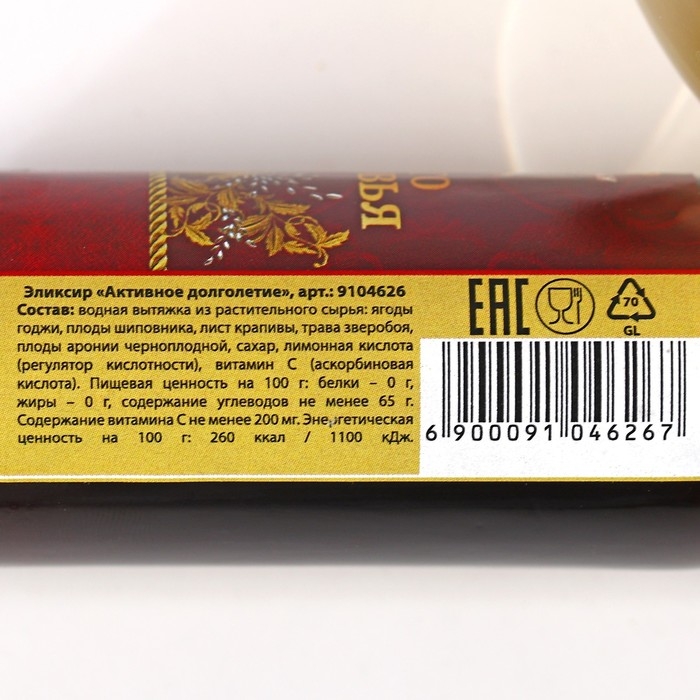 Эликсир «Активное долголетие», арт.: 9104626
Состав: водная вытяжка из растительного сырья: ягоды
годжи, плоды шиповника, лист крапивы, трава зверобоя,
плоды аронии черноплодной, сахар, лимонная кислота
(регулятор кислотности), витамин С (аскорбиновая
кислота). Пищевая ценность на 100 г: белки – 0 г,
жиры – 0 г, содержание углеводов не менее 65 г.
Содержание витамина С не менее 200 мг. Энергетическая
ценность на 100 г: 260 ккал / 1100 кДж.
EAC
70
GL
6 900091 046267